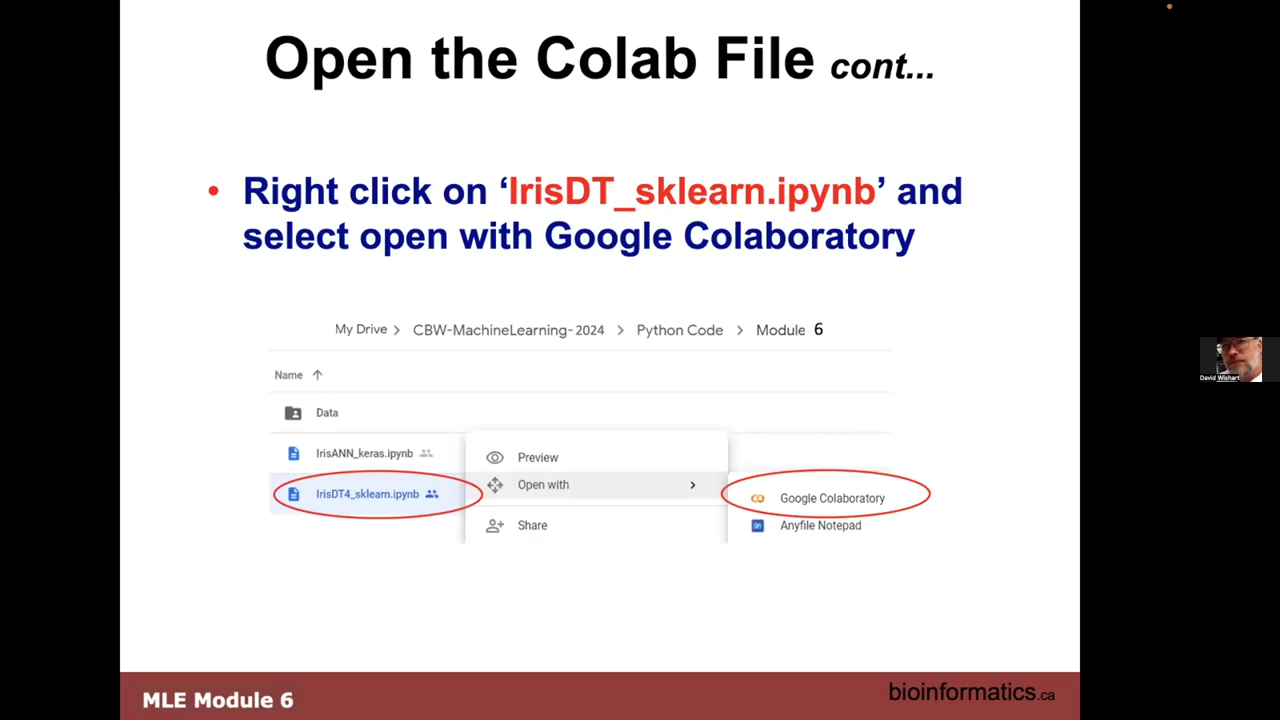 Open the Colab File cont...
• Right click on ‘IrisDT_sklearn.ipynb’ and
select open with Google Colaboratory
My Drive > CBW-MachineLearning-2024 > Python Code > Module 6
Name ↑
Data
IrisANN_keras.ipynb
Preview
Open with >
IrisDT4_sklearn.ipynb
Google Colaboratory
Share
Anyfile Notepad
David Wishart
MLE Module 6
bioinformatics.ca